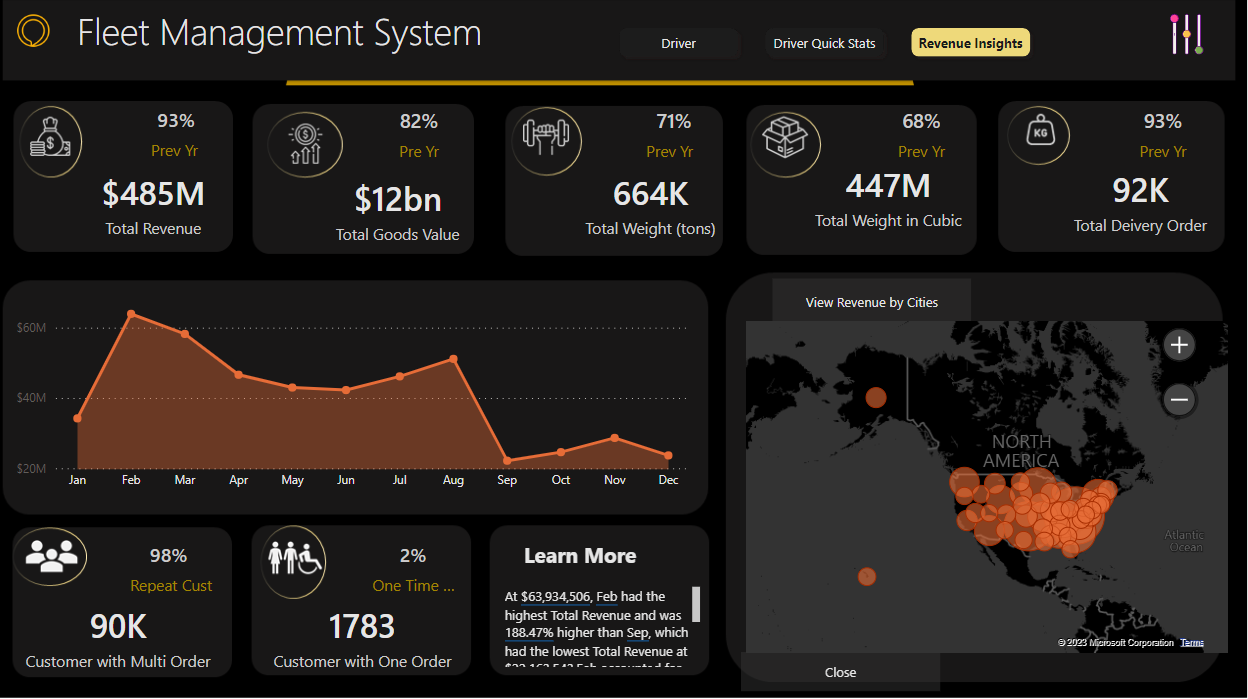 Fleet Management System
Driver
Driver Quick Stats
Revenue Insights
93%
Prev Yr
$485M
Total Revenue
82%
Pre Yr
$12bn
Total Goods Value
71%
Prev Yr
664K
Total Weight (tons)
68%
Prev Yr
447M
Total Weight in Cubic
KG
93%
Prev Yr
92K
Total Deivery Order
$60M
$40M
$20M
Jan Feb Mar Apr May Jun Jul Aug Sep Oct Nov Dec
View Revenue by Cities
+
−
NORTH
AMERICA
Atlantic
Ocean
© 2023 Microsoft Corporation Terms
Close
98%
Repeat Cust
90K
Customer with Multi Order
2%
One Time ...
1783
Customer with One Order
Learn More
At $63,934,506, Feb had the
highest Total Revenue and was
188.47% higher than Sep, which
had the lowest Total Revenue at